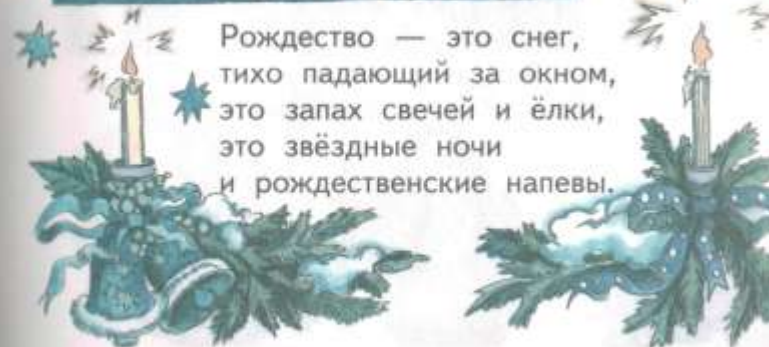 Рождество — это снег,
тихо падающий за окном,
это запах свечей и ёлки,
это звёздные ночи
и рождественские напевы.